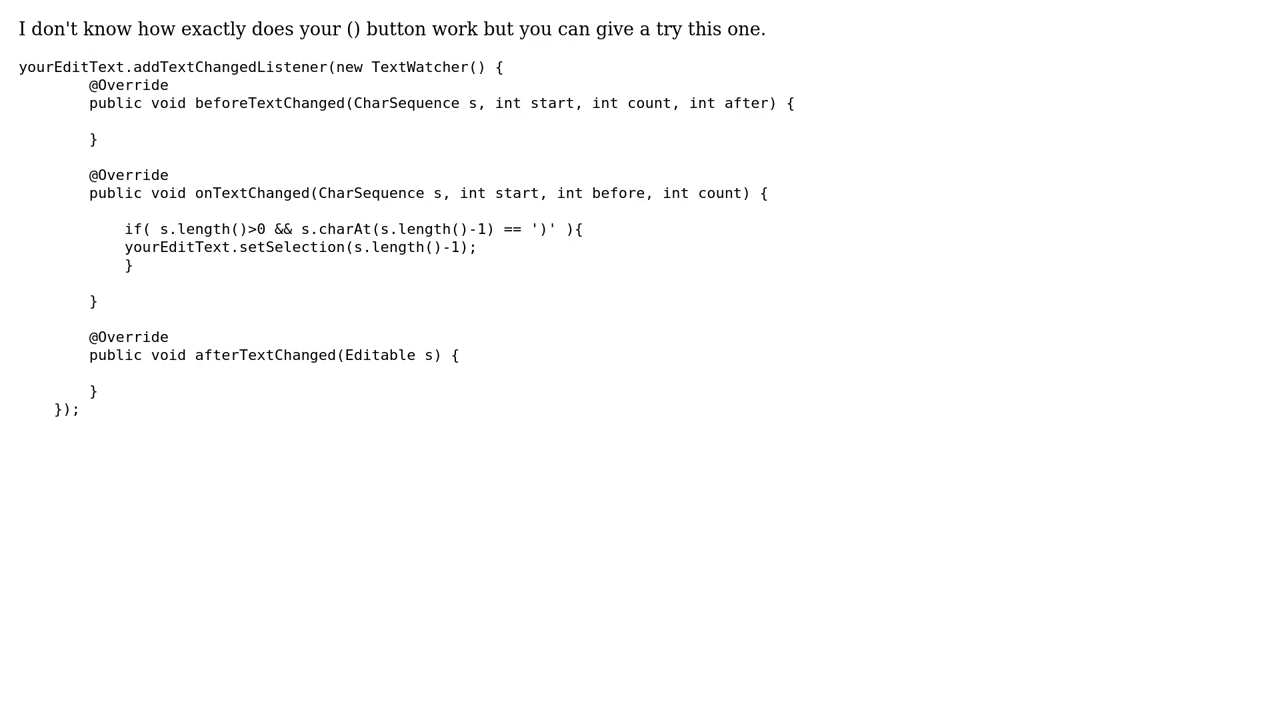 I don't know how exactly does your () button work but you can give a try this one.
yourEditText.addTextChangedListener(new TextWatcher() {
        @Override
        public void beforeTextChanged(CharSequence s, int start, int count, int after) {

        }

        @Override
        public void onTextChanged(CharSequence s, int start, int before, int count) {

            if( s.length()>0 && s.charAt(s.length()-1) == ')' ){
            yourEditText.setSelection(s.length()-1);
            }

        }

        @Override
        public void afterTextChanged(Editable s) {

        }
    });